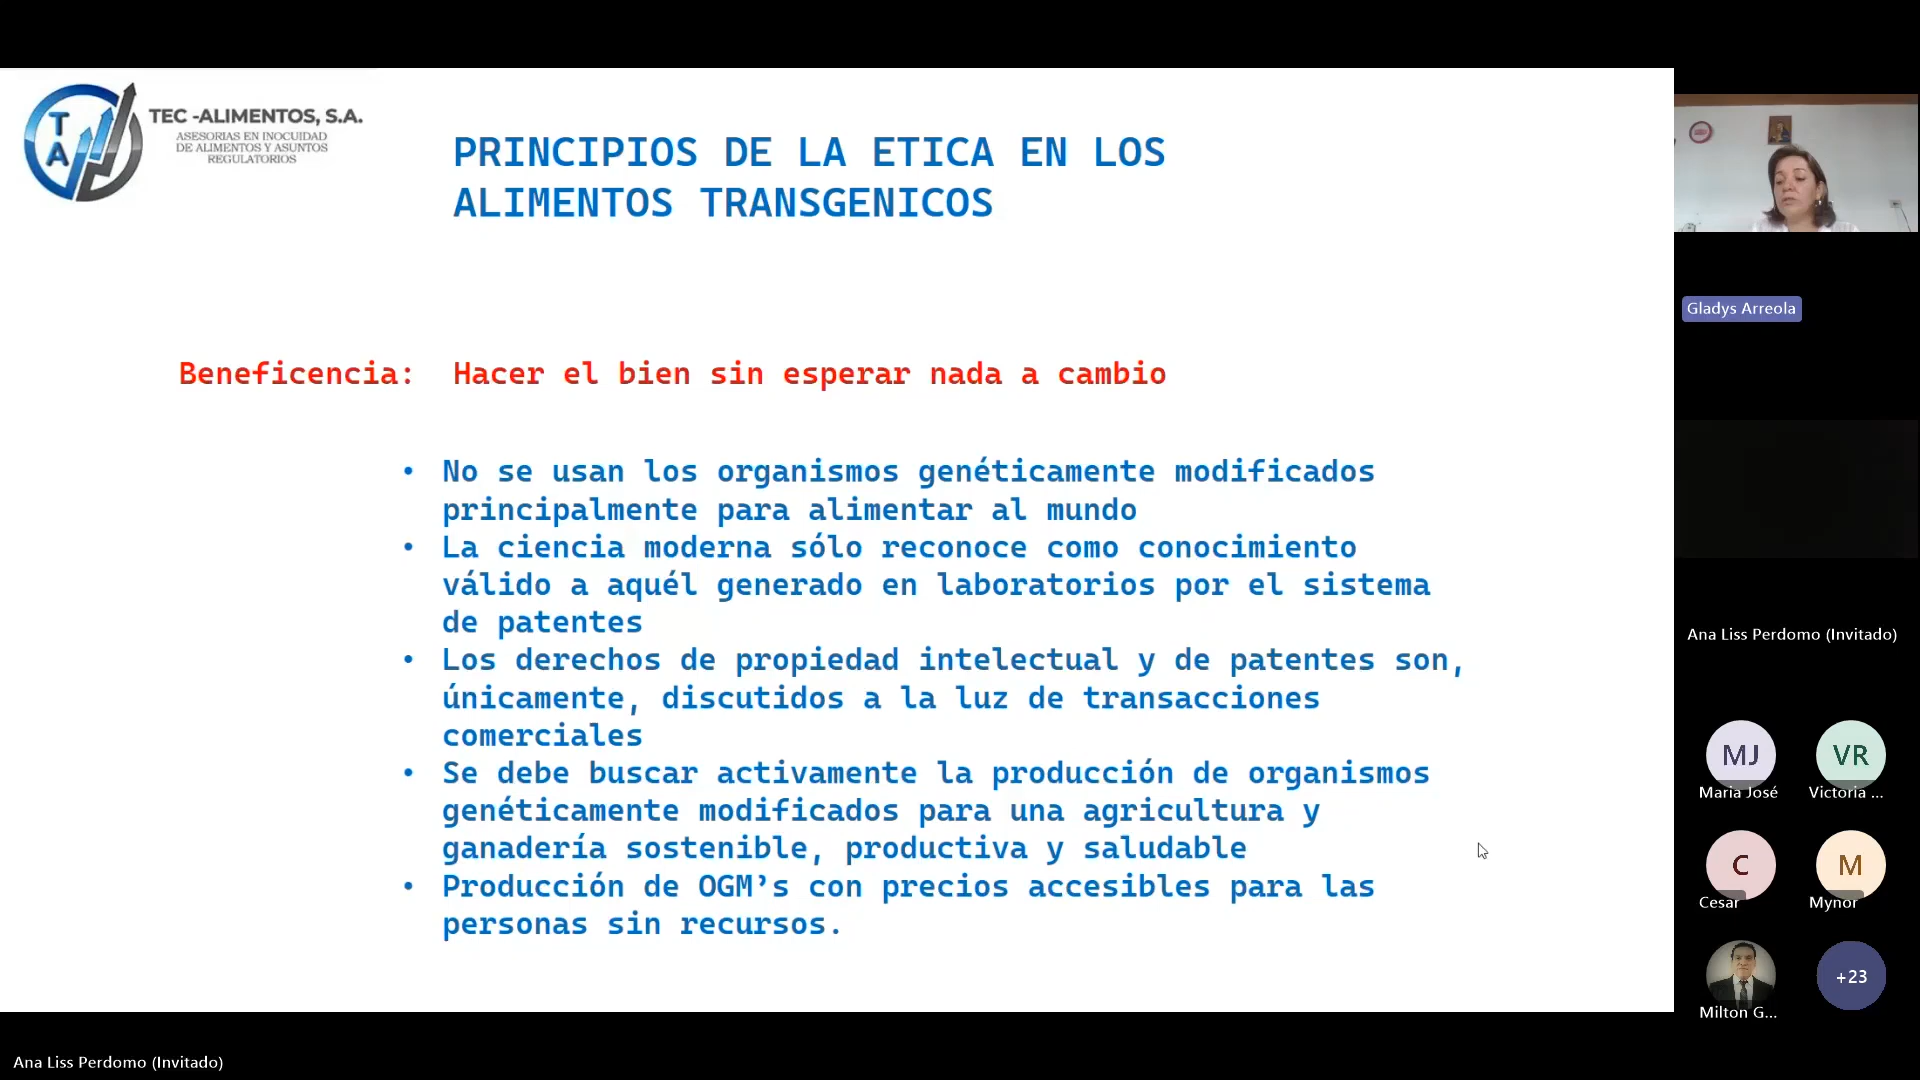 T
A
TEC -ALIMENTOS, S.A.
ASESORIAS EN INOCUIDAD
DE ALIMENTOS Y ASUNTOS
REGULATORIOS
PRINCIPIOS DE LA ETICA EN LOS
ALIMENTOS TRANSGENICOS
Beneficencia: Hacer el bien sin esperar nada a cambio
• No se usan los organismos genéticamente modificados
principalmente para alimentar al mundo
• La ciencia moderna sólo reconoce como conocimiento
válido a aquél generado en laboratorios por el sistema
de patentes
• Los derechos de propiedad intelectual y de patentes son,
únicamente, discutidos a la luz de transacciones
comerciales
• Se debe buscar activamente la producción de organismos
genéticamente modificados para una agricultura y
ganadería sostenible, productiva y saludable
• Producción de OGM’s con precios accesibles para las
personas sin recursos.
Gladys Arreola
Ana Liss Perdomo (Invitado)
MJ
VR
Maria José
Victoria ...
C
M
Cesar
Mynor
+23
Milton G...
Ana Liss Perdomo (Invitado)